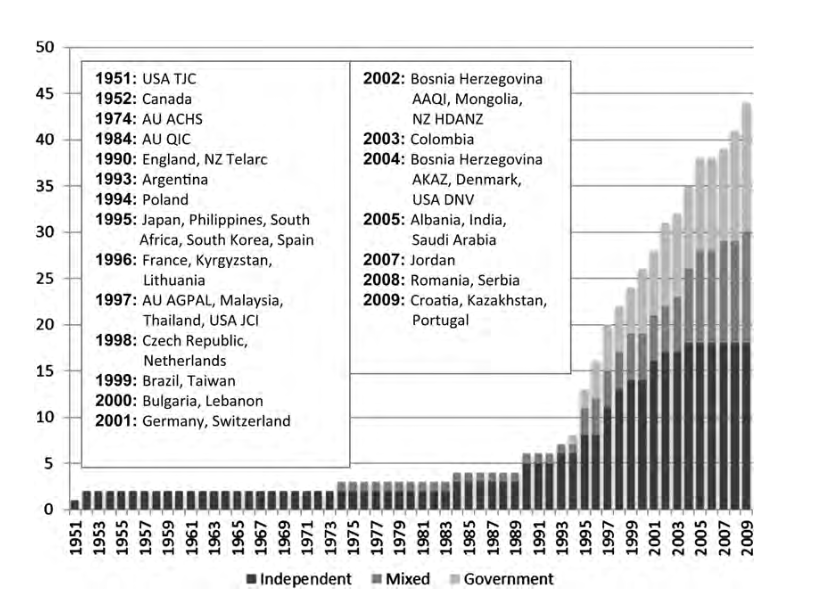 50
45
40
35
30
25
20
15
10
5
0
1951: USA TJC
1952: Canada
1974: AU ACHS
1984: AU QIC
1990: England, NZ Telarc
1993: Argentina
1994: Poland
1995: Japan, Philippines, South
Africa, South Korea, Spain
1996: France, Kyrgyzstan,
Lithuania
1997: AU AGPAL, Malaysia,
Thailand, USA JCI
1998: Czech Republic,
Netherlands
1999: Brazil, Taiwan
2000: Bulgaria, Lebanon
2001: Germany, Switzerland
2002: Bosnia Herzegovina
AAQI, Mongolia,
NZ HDANZ
2003: Colombia
2004: Bosnia Herzegovina
AKAZ, Denmark,
USA DNV
2005: Albania, India,
Saudi Arabia
2007: Jordan
2008: Romania, Serbia
2009: Croatia, Kazakhstan,
Portugal
1951
1953
1955
1957
1959
1961
1963
1965
1967
1969
1971
1973
1975
1977
1979
1981
1983
1985
1987
1989
1991
1993
1995
1997
1999
2001
2003
2005
2007
2009
Independent Mixed Government